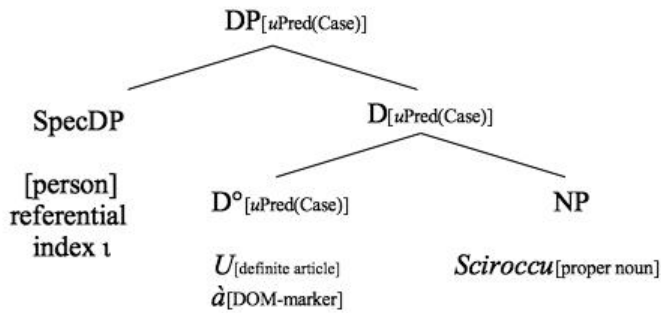 DP[uPred(Case)]
SpecDP D[uPred(Case)]
[person] D°[uPred(Case)] NP
referential
index ɩ
U[definite article] Sciroccu[proper noun]
à[DOM-marker]